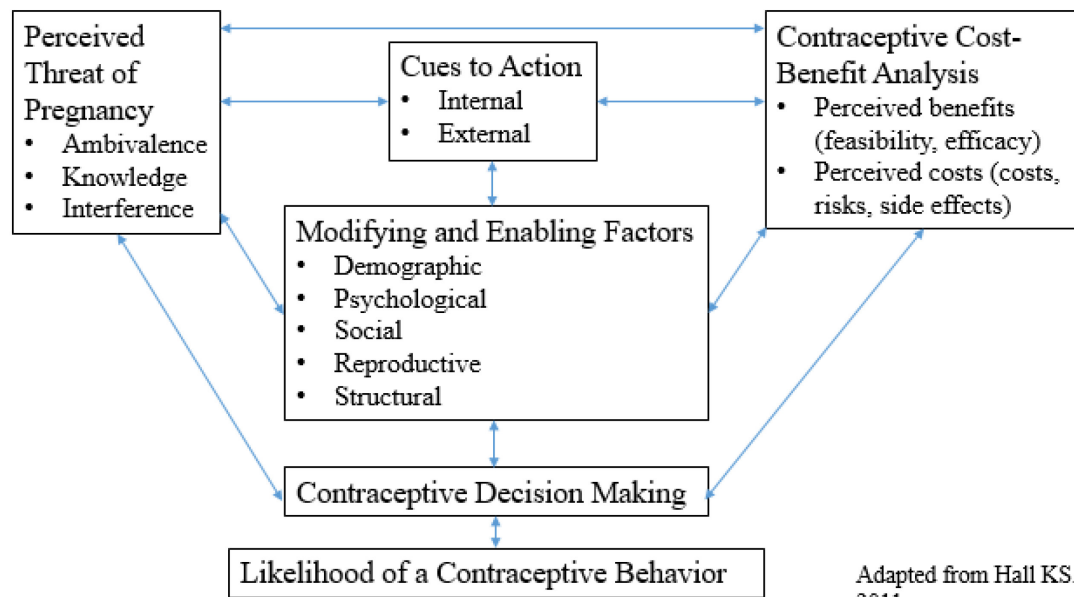 Perceived
Threat of
Pregnancy
• Ambivalence
• Knowledge
• Interference
Cues to Action
• Internal
• External
Contraceptive Cost-
Benefit Analysis
• Perceived benefits
(feasibility, efficacy)
• Perceived costs (costs,
risks, side effects)
Modifying and Enabling Factors
• Demographic
• Psychological
• Social
• Reproductive
• Structural
Contraceptive Decision Making
Likelihood of a Contraceptive Behavior
Adapted from Hall KS.